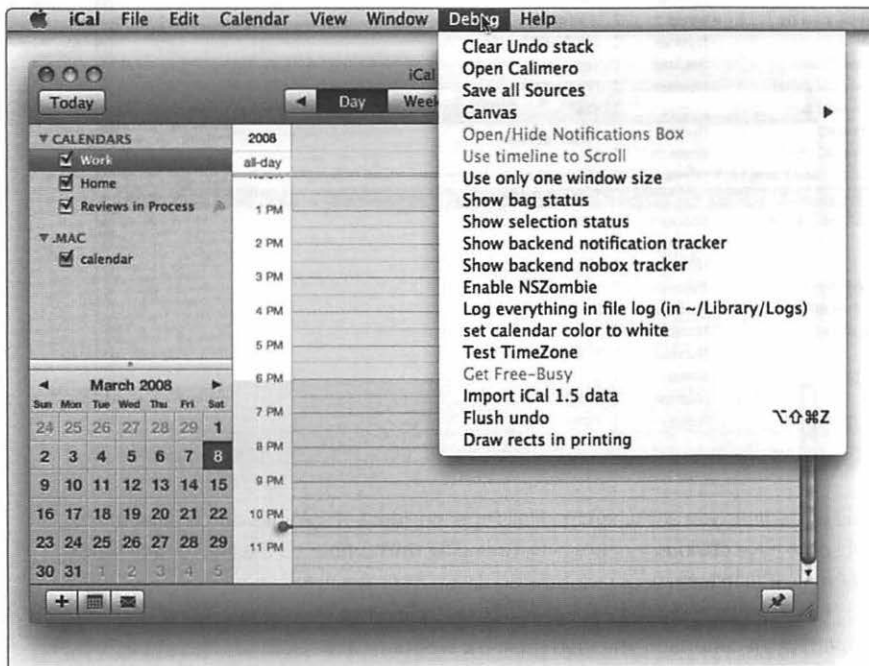 iCal File Edit Calendar View Window Debug Help
Clear Undo stack
Open Calimero
Save all Sources
Canvas
Open/Hide Notifications Box
Use timeline to Scroll
Use only one window size
Show bag status
Show selection status
Show backend notification tracker
Show backend nobox tracker
Enable NSZombie
Log everything in file log (in ~/Library/Logs)
set calendar color to white
Test TimeZone
Get Free-Busy
Import iCal 1.5 data
Flush undo ⌥⇧⌘Z
Draw rects in printing
iCal
Today
Day Week
CALENDARS
Work
Home
Reviews in Process
.MAC
calendar
2008
all-day
1 PM
2 PM
3 PM
4 PM
5 PM
6 PM
7 PM
8 PM
9 PM
10 PM
11 PM
March 2008
Sun Mon Tue Wed Thu Fri Sat
24 25 26 27 28 29 1
2 3 4 5 6 7 8
9 10 11 12 13 14 15
16 17 18 19 20 21 22
23 24 25 26 27 28 29
30 31 1 2 3 4 5